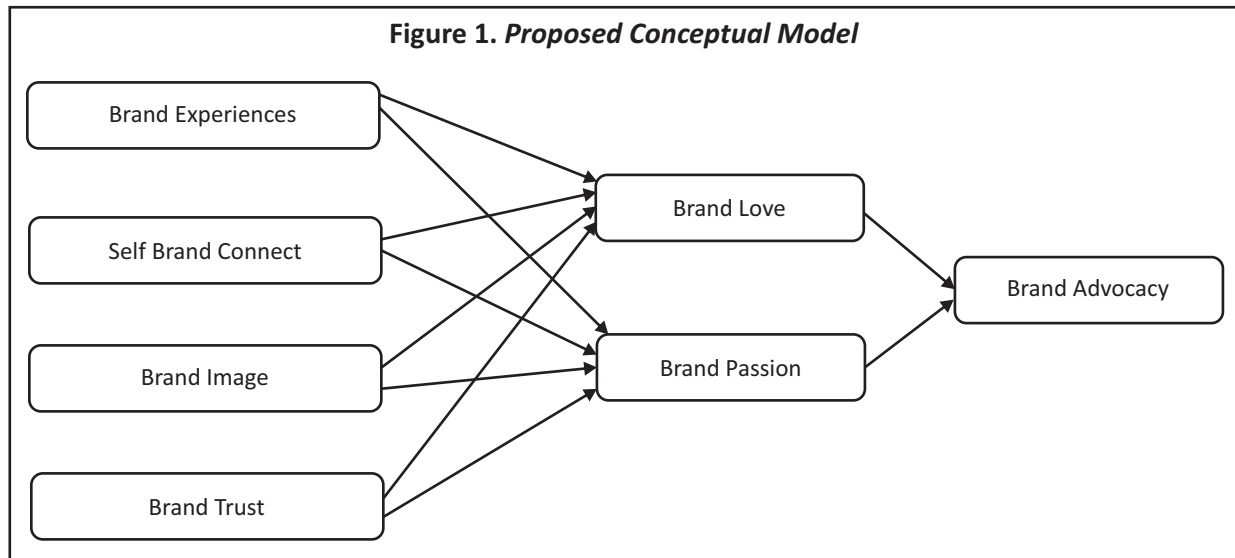 Figure 1. Proposed Conceptual Model
Brand Experiences
Self Brand Connect
Brand Image
Brand Trust
Brand Love
Brand Passion
Brand Advocacy